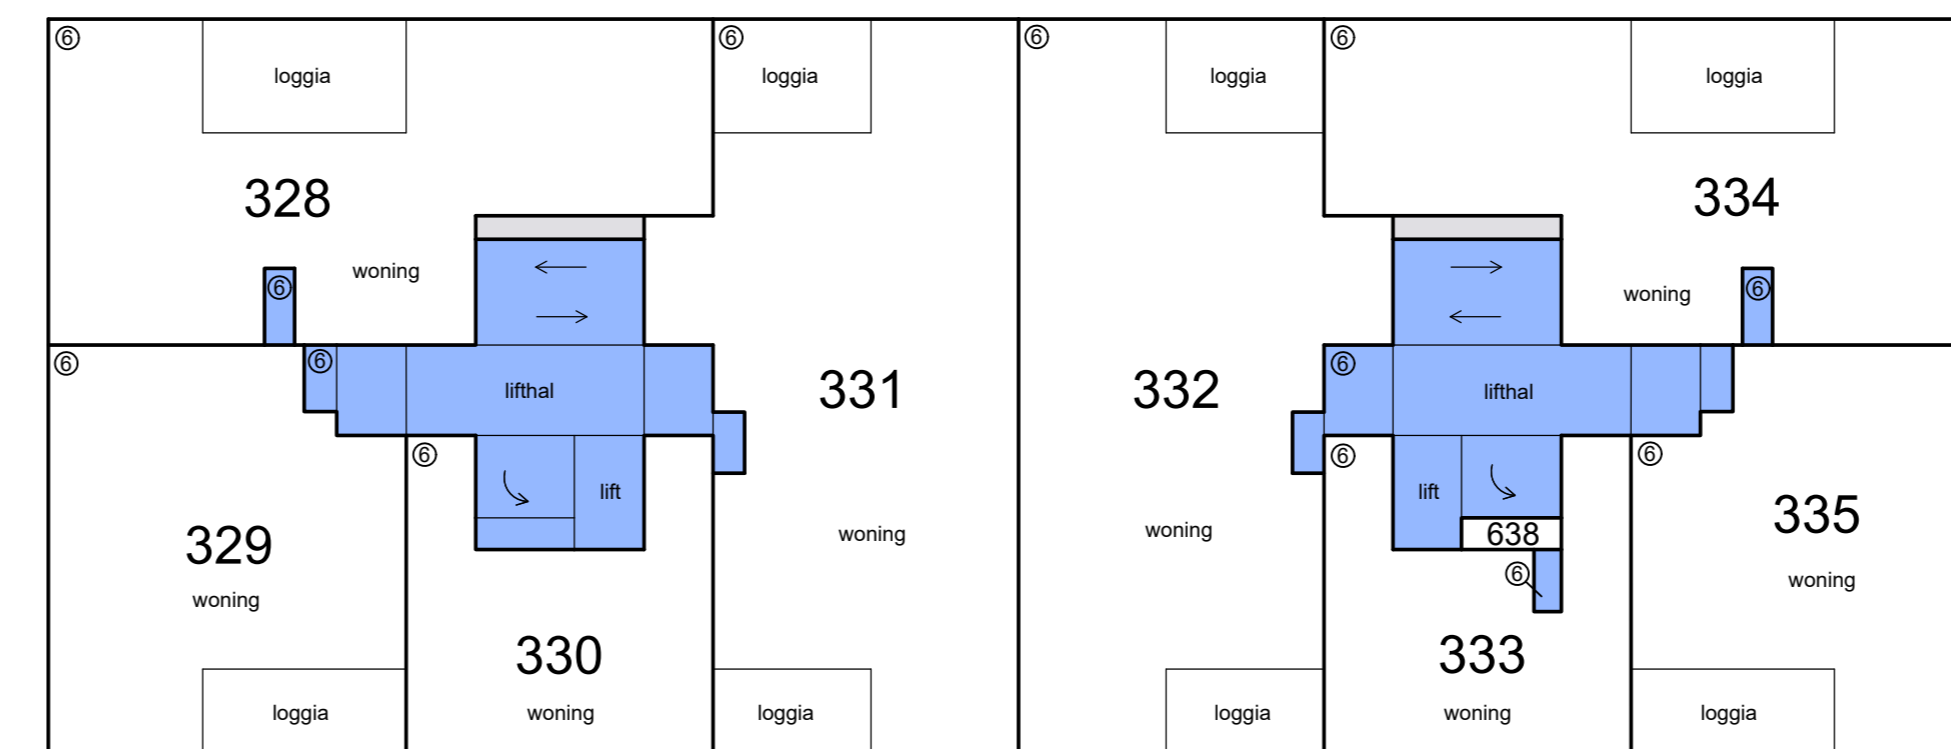 ⑥ ⑥ ⑥ ⑥
loggia loggia loggia loggia
328 334
woning woning
⑥ ⑥
⑥ ⑥ ⑥
lifthal 331 332 lifthal
⑥ ⑥ ⑥
lift lift
335
329 woning woning 638
⑥ woning
woning
330 333
loggia woning loggia loggia woning loggia